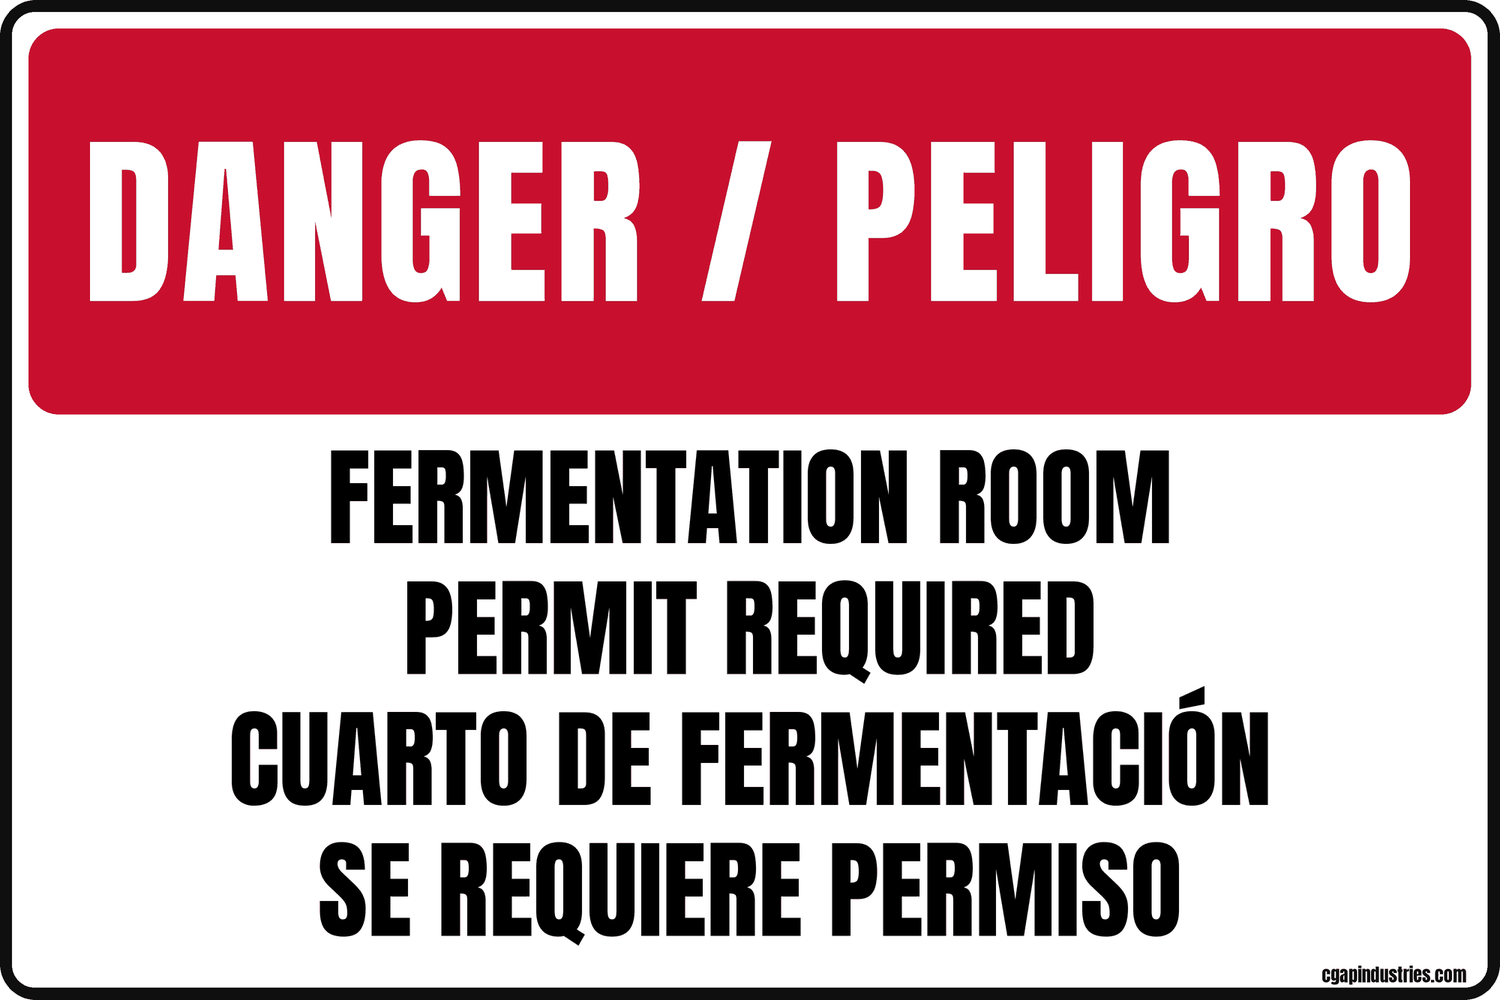 DANGER / PELIGRO
FERMENTATION ROOM
PERMIT REQUIRED
CUARTO DE FERMENTACIÓN
SE REQUIERE PERMISO
cgapindustries.com